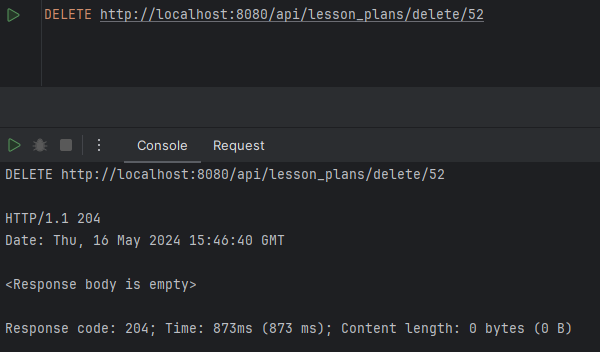 DELETE http://localhost:8080/api/lesson_plans/delete/52
Console Request
DELETE http://localhost:8080/api/lesson_plans/delete/52
HTTP/1.1 204
Date: Thu, 16 May 2024 15:46:40 GMT
<Response body is empty>
Response code: 204; Time: 873ms (873 ms); Content length: 0 bytes (0 B)